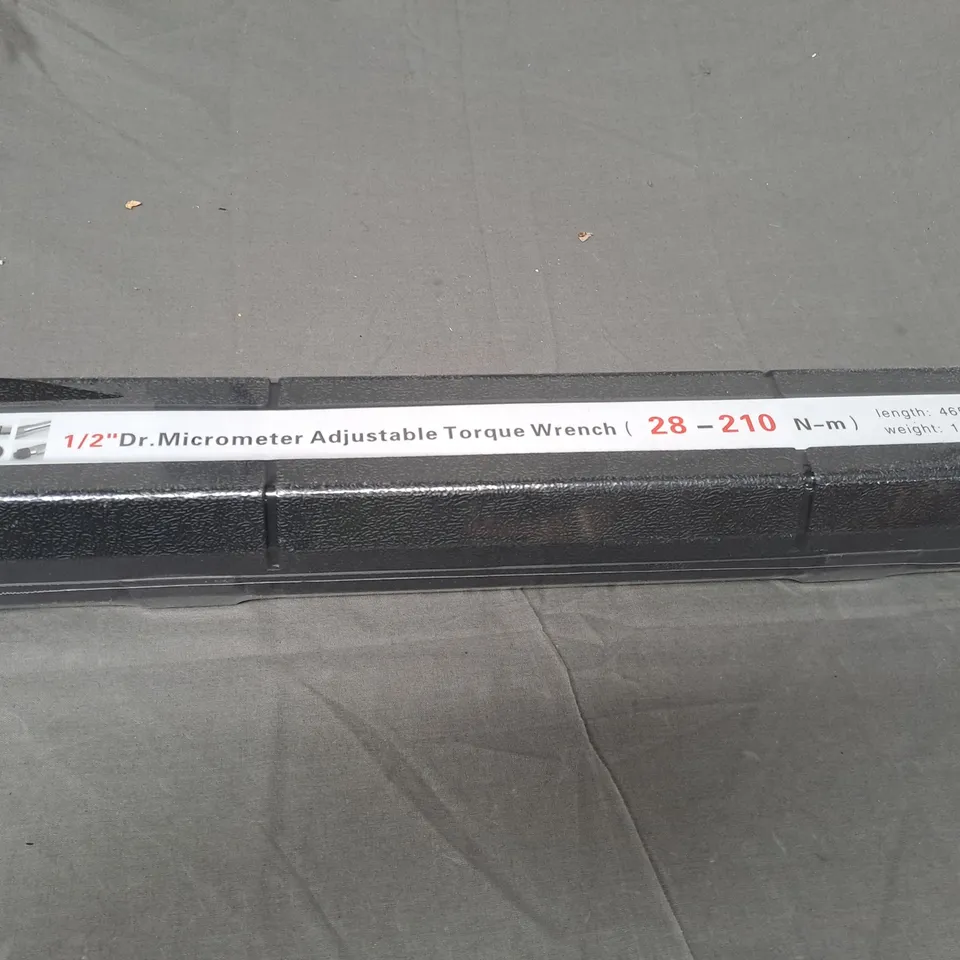 1/2"Dr.Micrometer Adjustable Torque Wrench ( 28 – 210 N–m )
length:
weight: